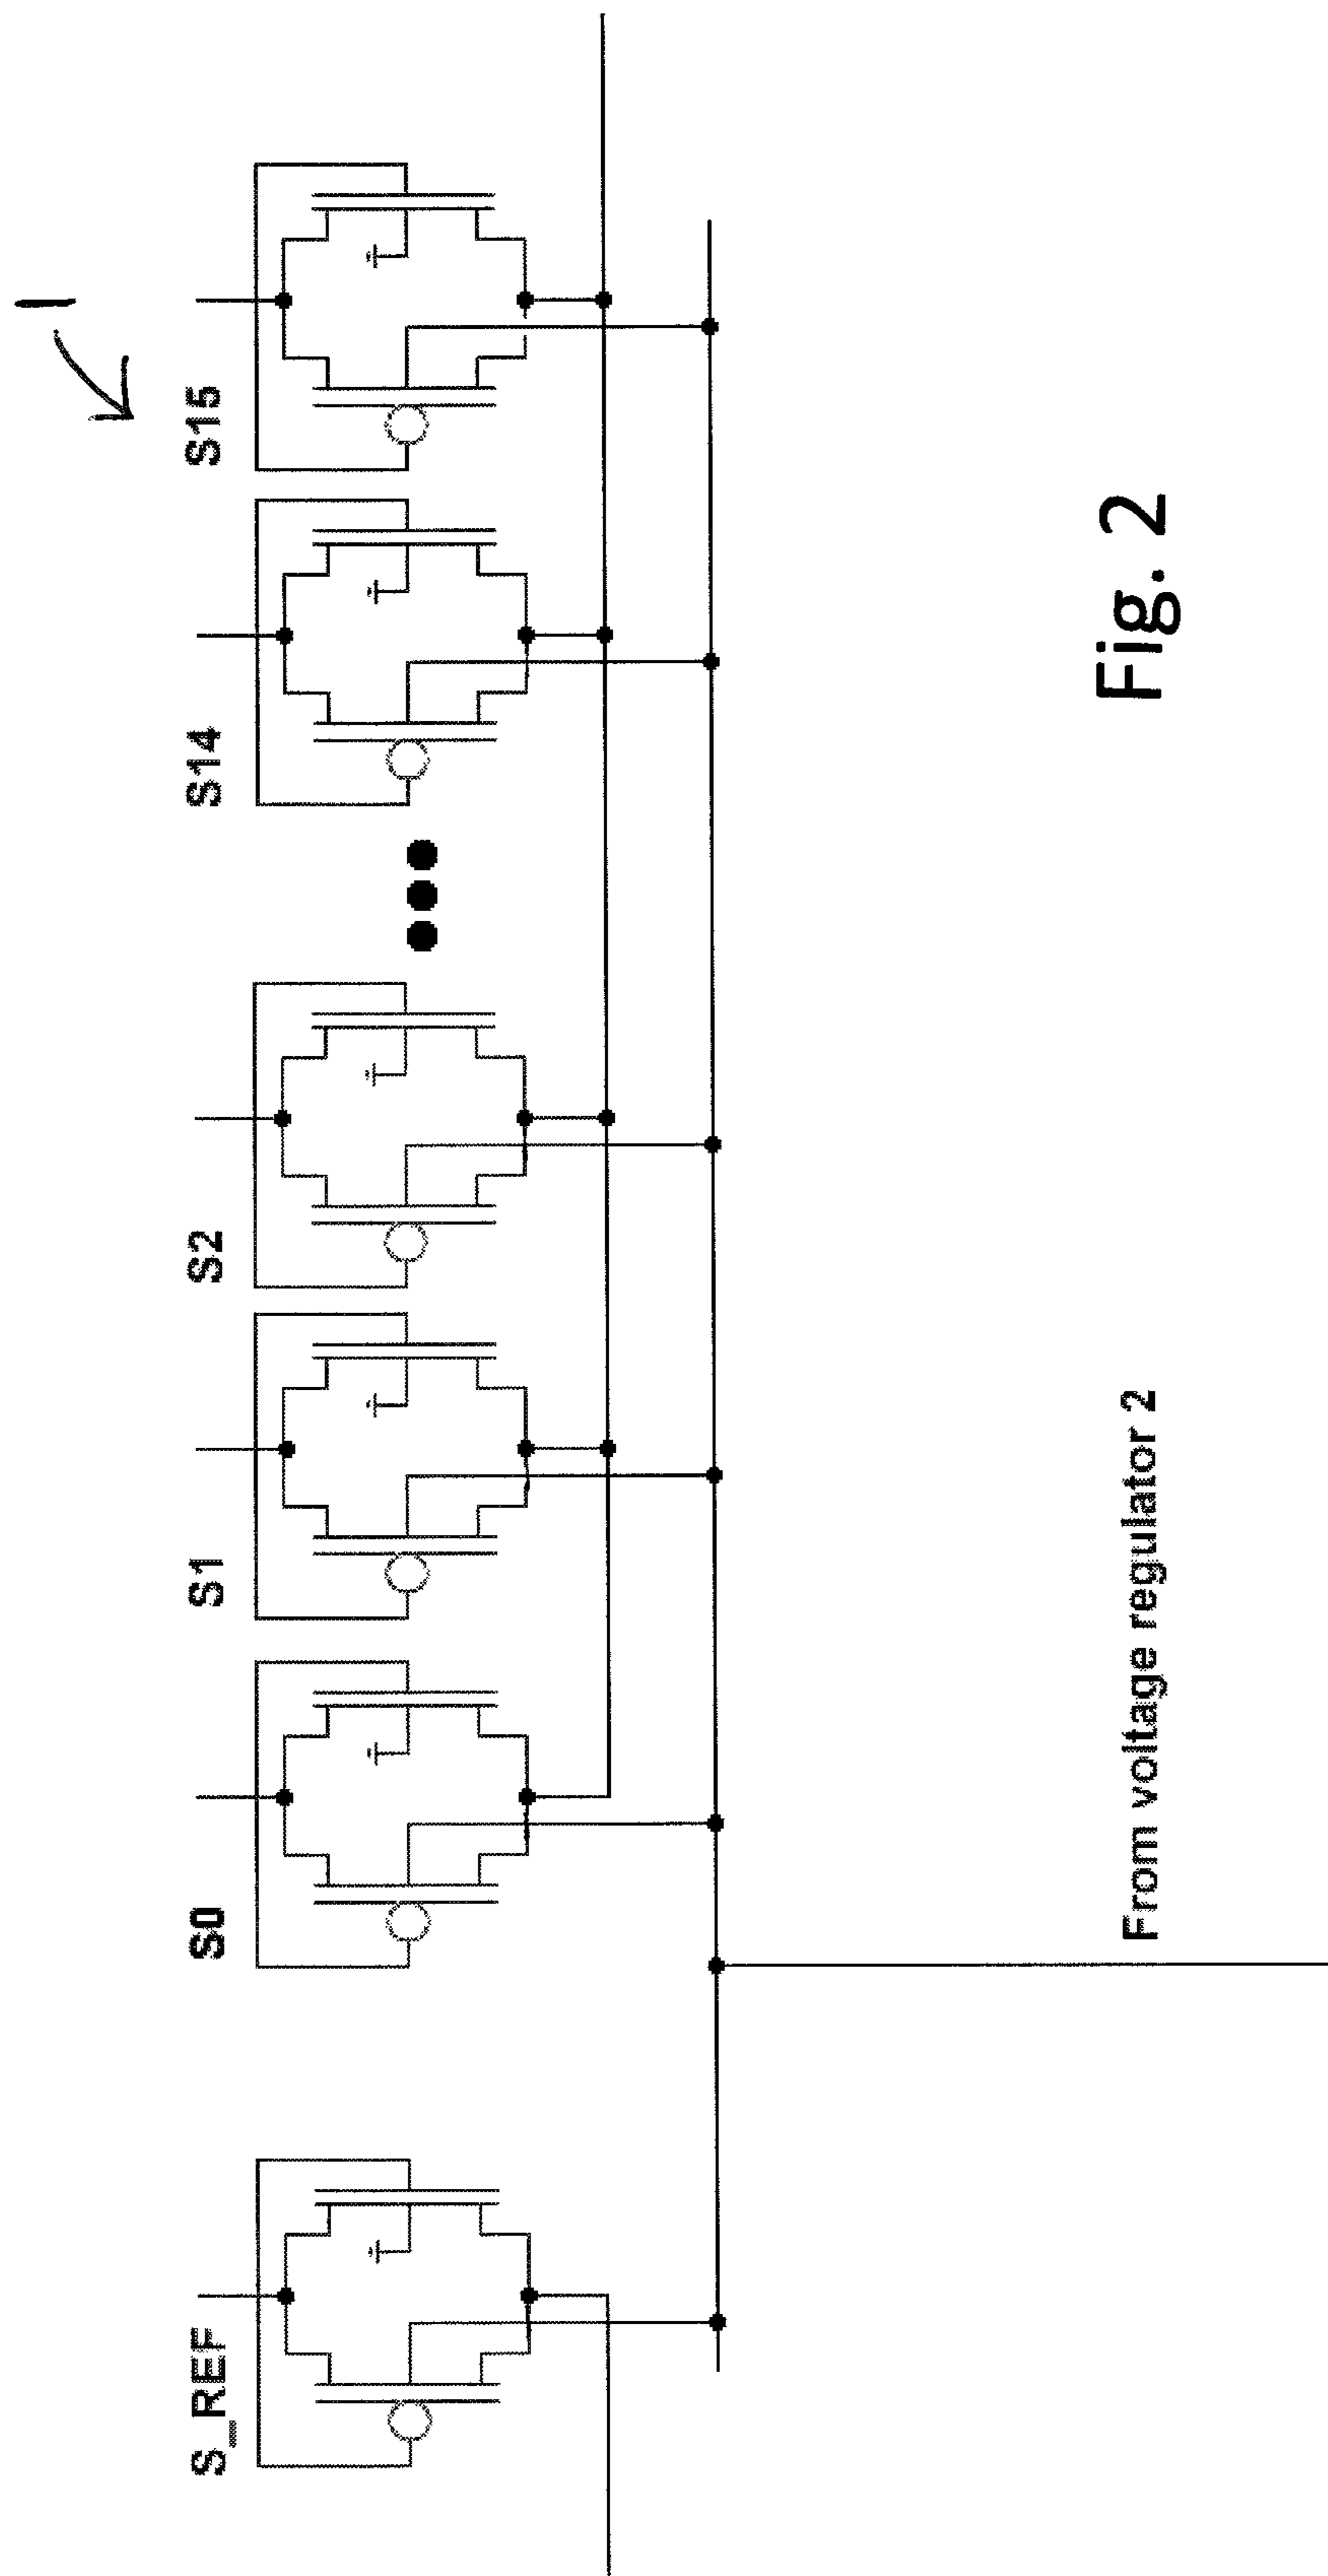 1
S_REF
S0
S1
S2
S14
S15
From voltage regulator 2
Fig. 2